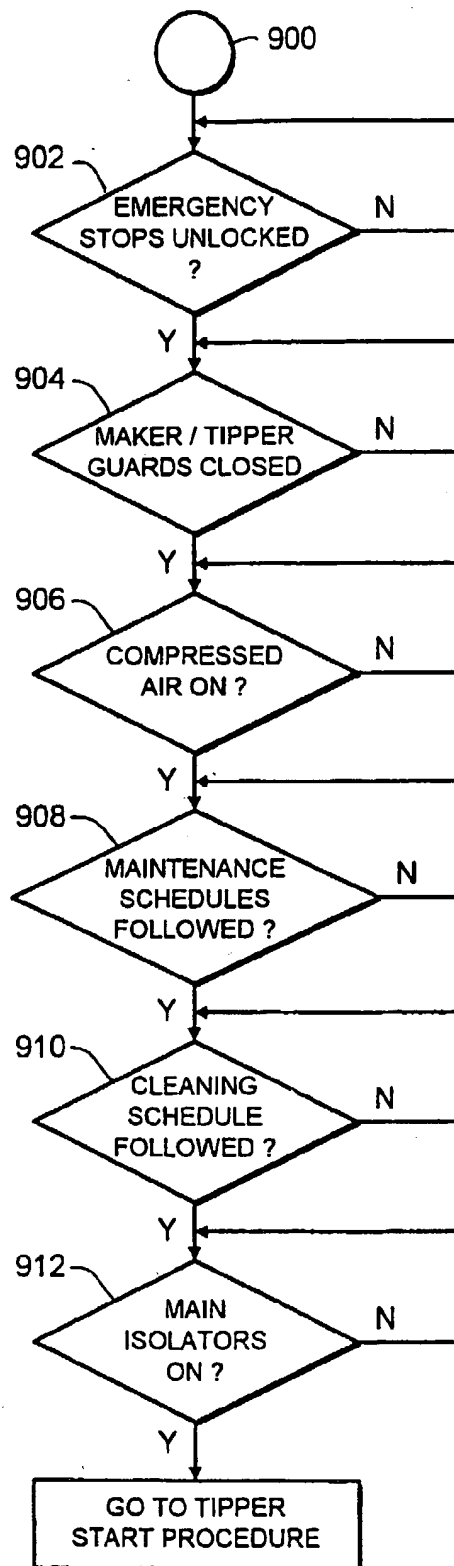 900
902
EMERGENCY
STOPS UNLOCKED
?
N
Y
904
MAKER / TIPPER
GUARDS CLOSED
N
Y
906
COMPRESSED
AIR ON ?
N
Y
908
MAINTENANCE
SCHEDULES
FOLLOWED ?
N
Y
910
CLEANING
SCHEDULE
FOLLOWED ?
N
Y
912
MAIN
ISOLATORS
ON ?
N
Y
GO TO TIPPER
START PROCEDURE